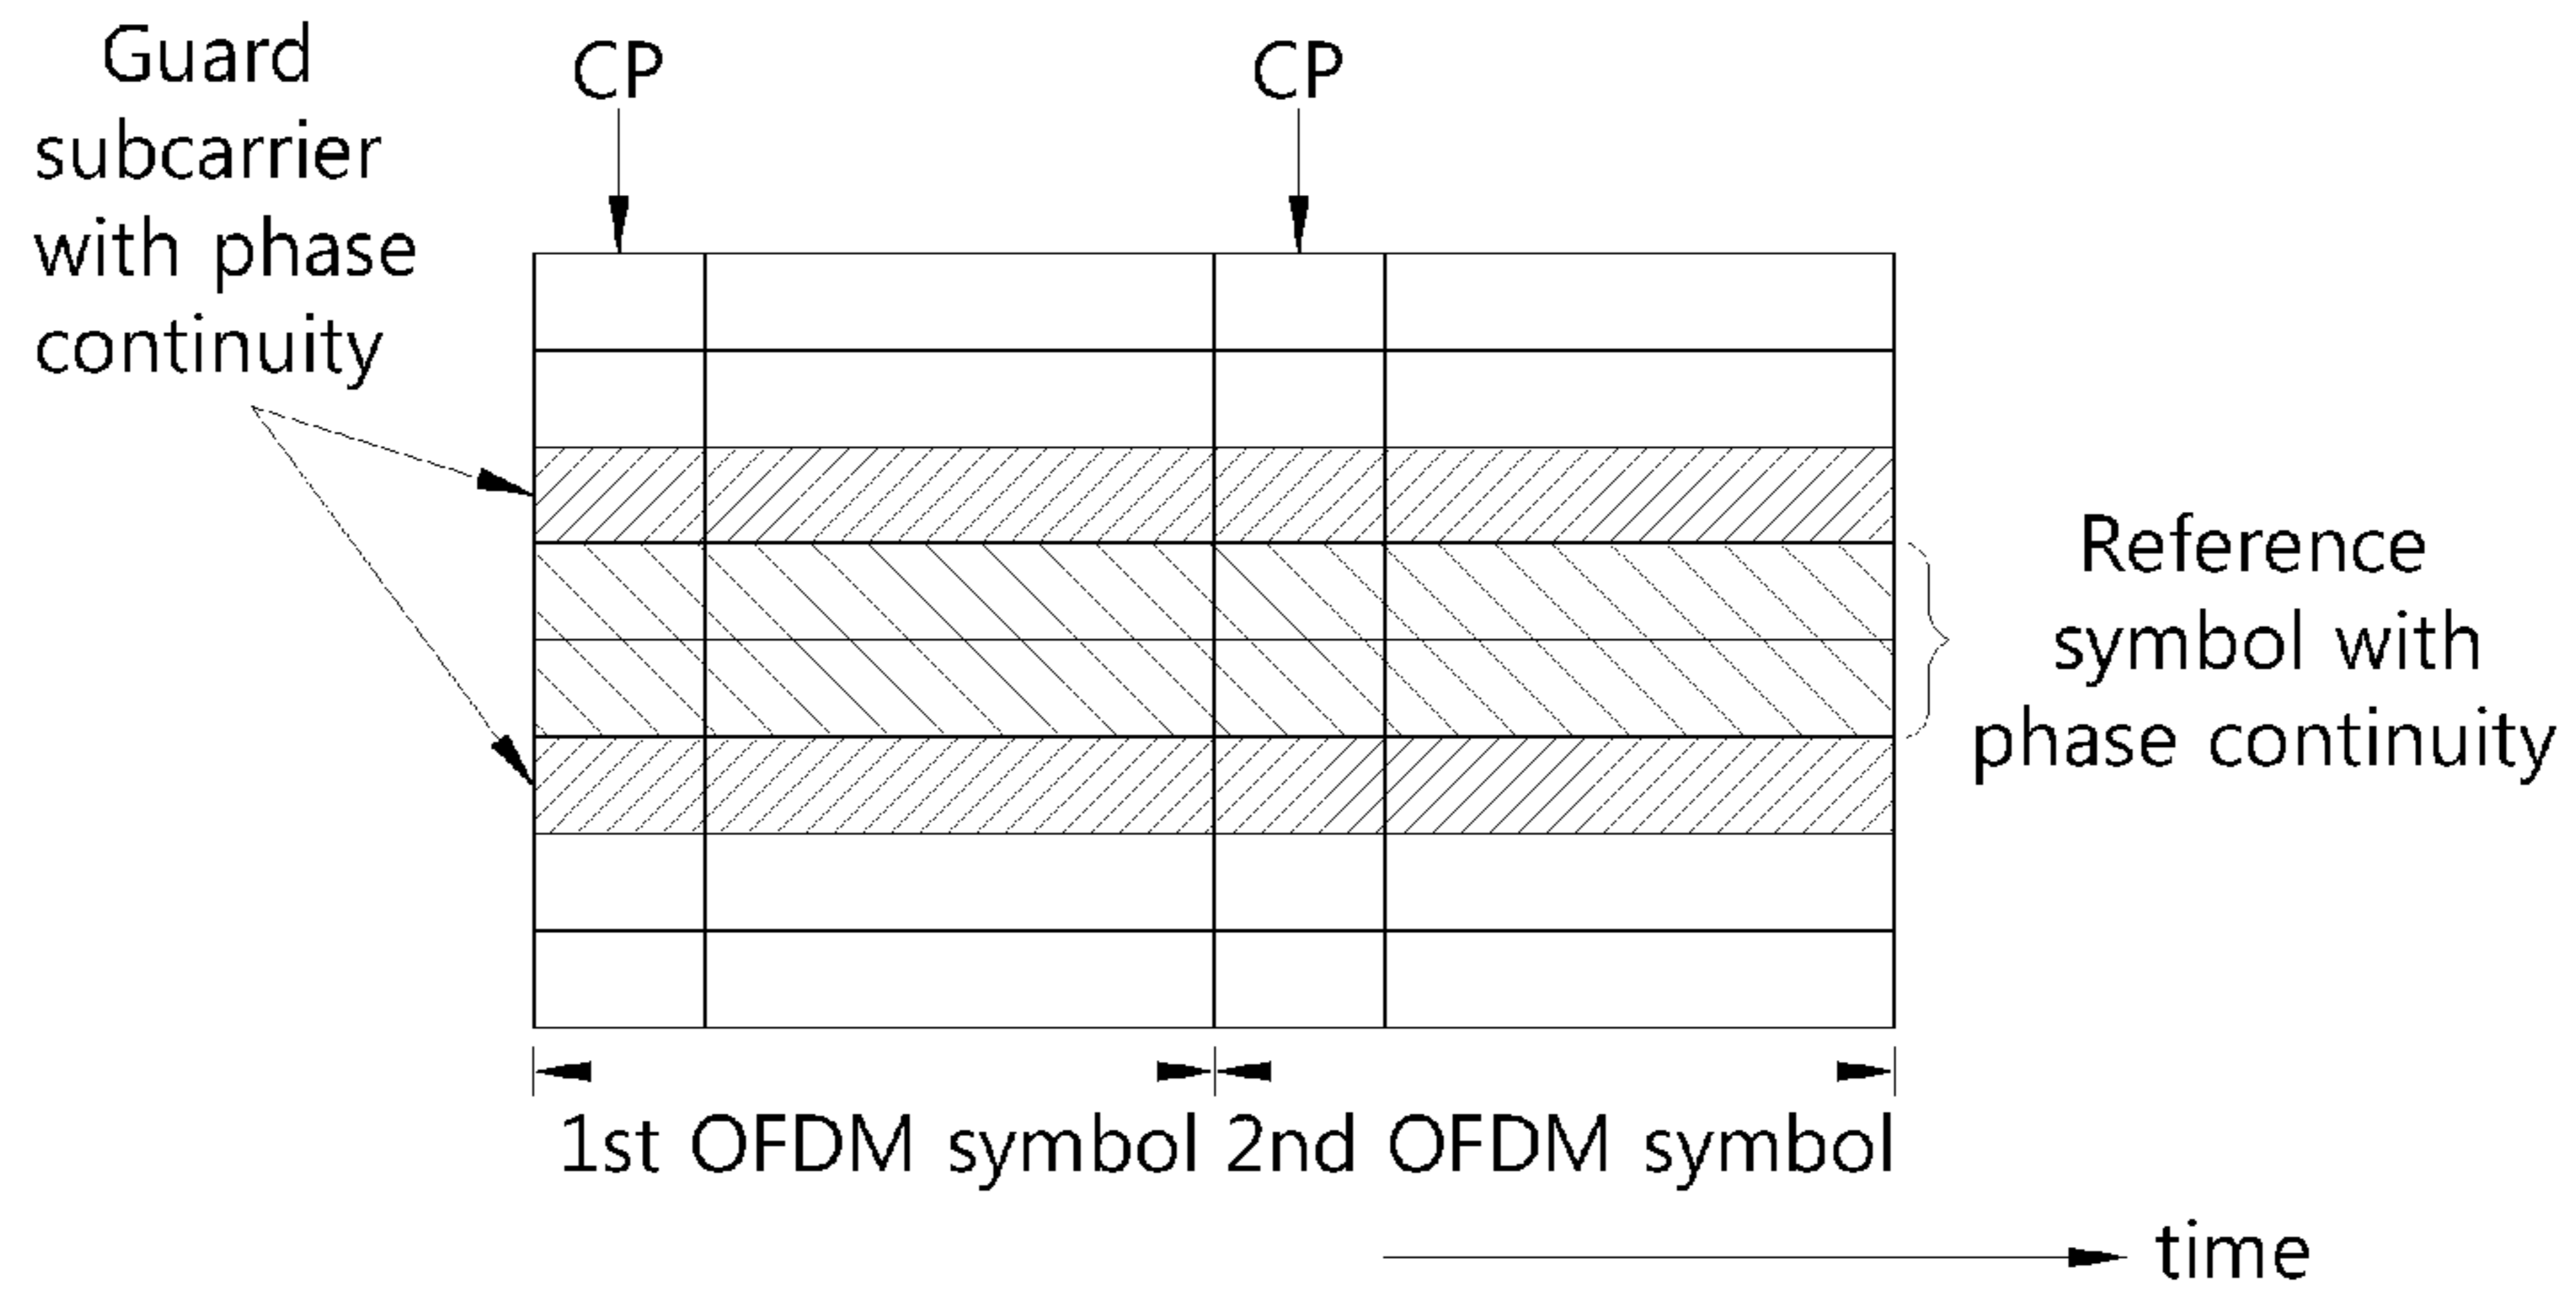 Guard
subcarrier
with phase
continuity
CP
CP
Reference
symbol with
phase continuity
1st OFDM symbol
2nd OFDM symbol
time